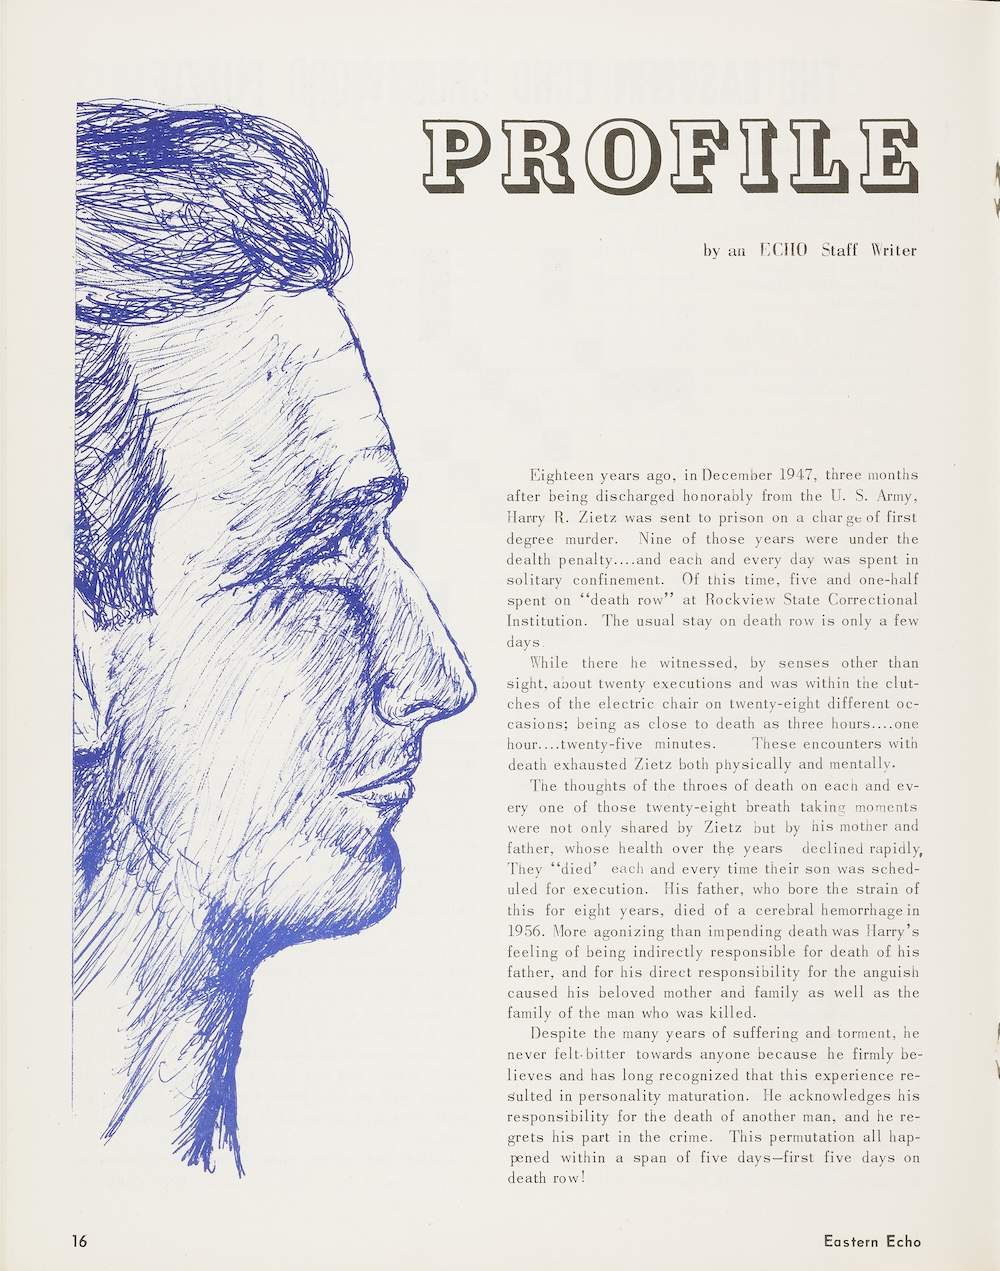 PROFILE
by an ECHO Staff Writer
Eighteen years ago, in December 1947, three months
after being discharged honorably from the U. S. Army,
Harry R. Zietz was sent to prison on a charge of first
degree murder. Nine of those years were under the
dealth penalty....and each and every day was spent in
solitary confinement. Of this time, five and one-half
spent on “death row” at Rockview State Correctional
Institution. The usual stay on death row is only a few
days.
While there he witnessed, by senses other than
sight, about twenty executions and was within the clut-
ches of the electric chair on twenty-eight different oc-
casions; being as close to death as three hours....one
hour....twenty-five minutes. These encounters with
death exhausted Zietz both physically and mentally.
The thoughts of the throes of death on each and ev-
ery one of those twenty-eight breath taking moments
were not only shared by Zietz but by his mother and
father, whose health over the years declined rapidly,
They “died’ each and every time their son was sched-
uled for execution. His father, who bore the strain of
this for eight years, died of a cerebral hemorrhage in
1956. More agonizing than impending death was Harry’s
feeling of being indirectly responsible for death of his
father, and for his direct responsibility for the anguish
caused his beloved mother and family as well as the
family of the man who was killed.
Despite the many years of suffering and torment, he
never felt bitter towards anyone because he firmly be-
lieves and has long recognized that this experience re-
sulted in personality maturation. He acknowledges his
responsibility for the death of another man, and he re-
grets his part in the crime. This permutation all hap-
pened within a span of five days—first five days on
death row!
16
Eastern Echo